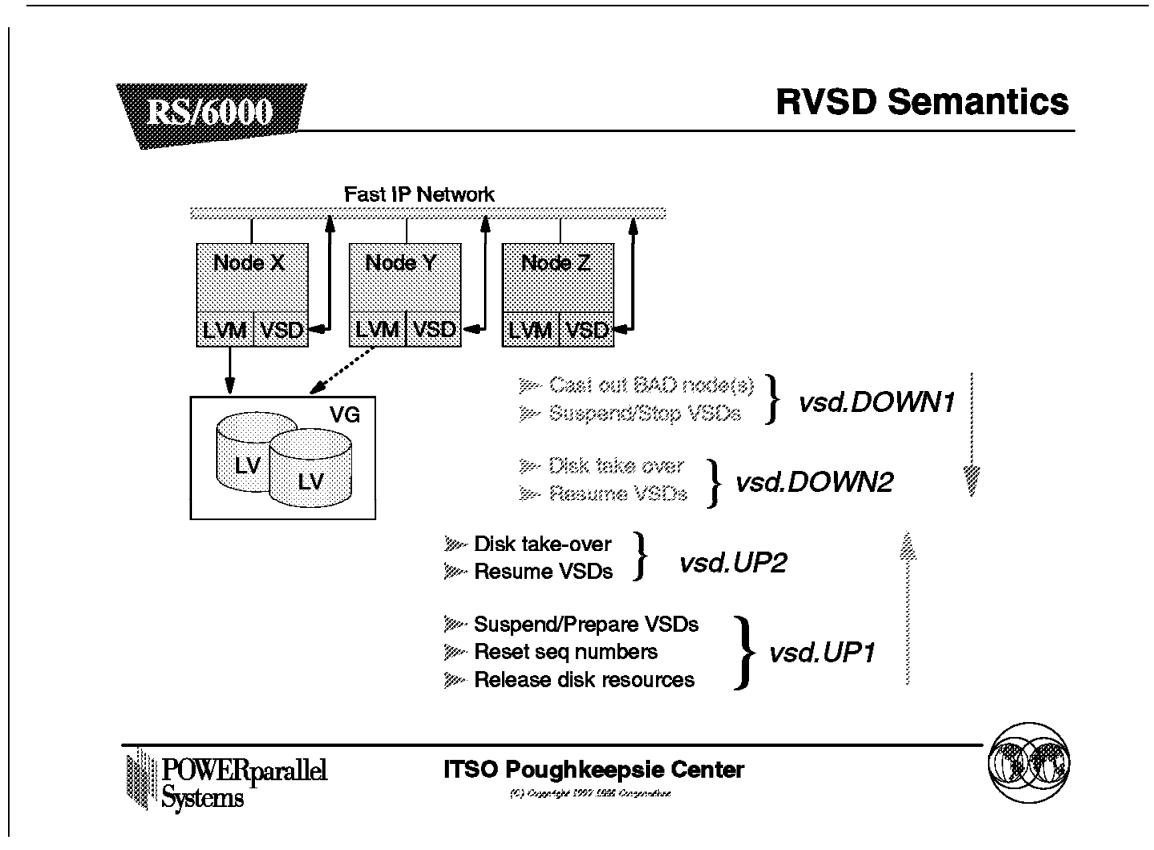 RS/6000
RVSD Semantics
Fast IP Network
Node X Node Y Node Z
LVM VSD LVM VSD LVM VSD
VG
LV
LV
Cast out BAD node(s)
Suspend/Stop VSDs
vsd.DOWN1
Disk take over
Resume VSDs
vsd.DOWN2
Disk take-over
Resume VSDs
vsd.UP2
Suspend/Prepare VSDs
Reset seq numbers
Release disk resources
vsd.UP1
POWERparallel
Systems
ITSO Poughkeepsie Center
(C) Copyright